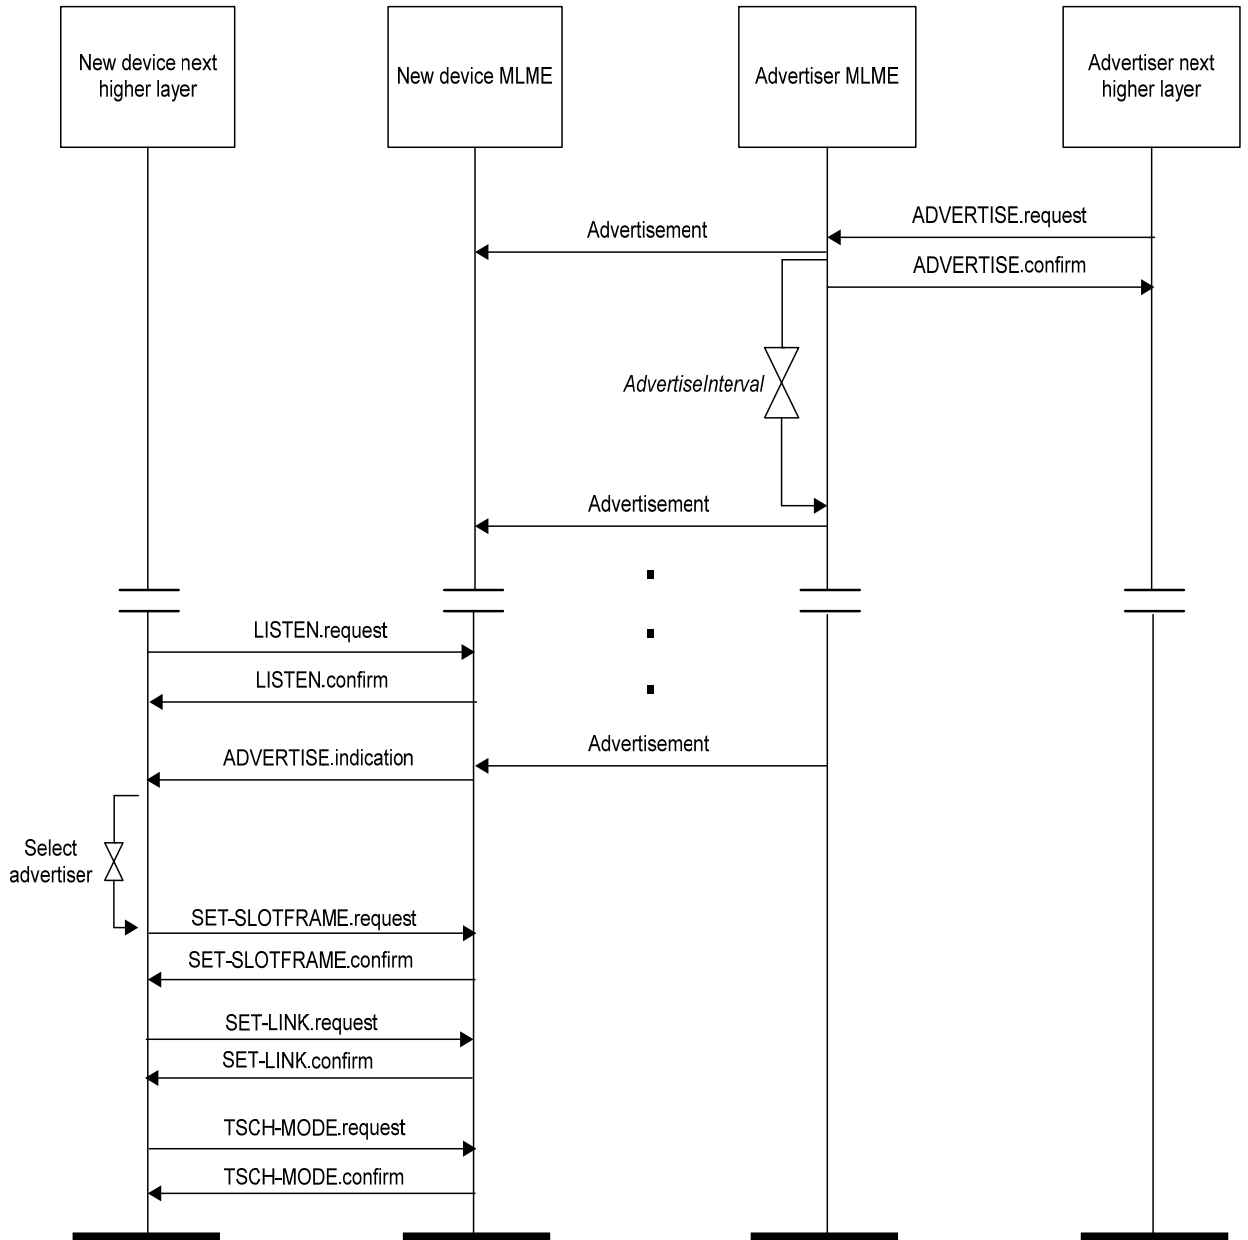 New device next
higher layer
New device MLME
Advertiser MLME
Advertiser next
higher layer
ADVERTISE.request
Advertisement
ADVERTISE.confirm
AdvertiseInterval
Advertisement
LISTEN.request
LISTEN.confirm
Advertisement
ADVERTISE.indication
Select
advertiser
SET-SLOTFRAME.request
SET-SLOTFRAME.confirm
SET-LINK.request
SET-LINK.confirm
TSCH-MODE.request
TSCH-MODE.confirm